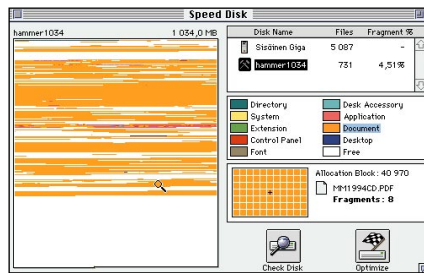 Speed Disk
hammer1034 1 034,0 MB
Disk Name Files Fragment %
Sisäinen Giga 5 087 -
hammer1034 731 4,51%
Directory Desk Accessory
System Application
Extension Document
Control Panel Desktop
Font Free
Allocation Block: 40 970
MM1994CD.PDF
Fragments: 8
Check Disk Optimize